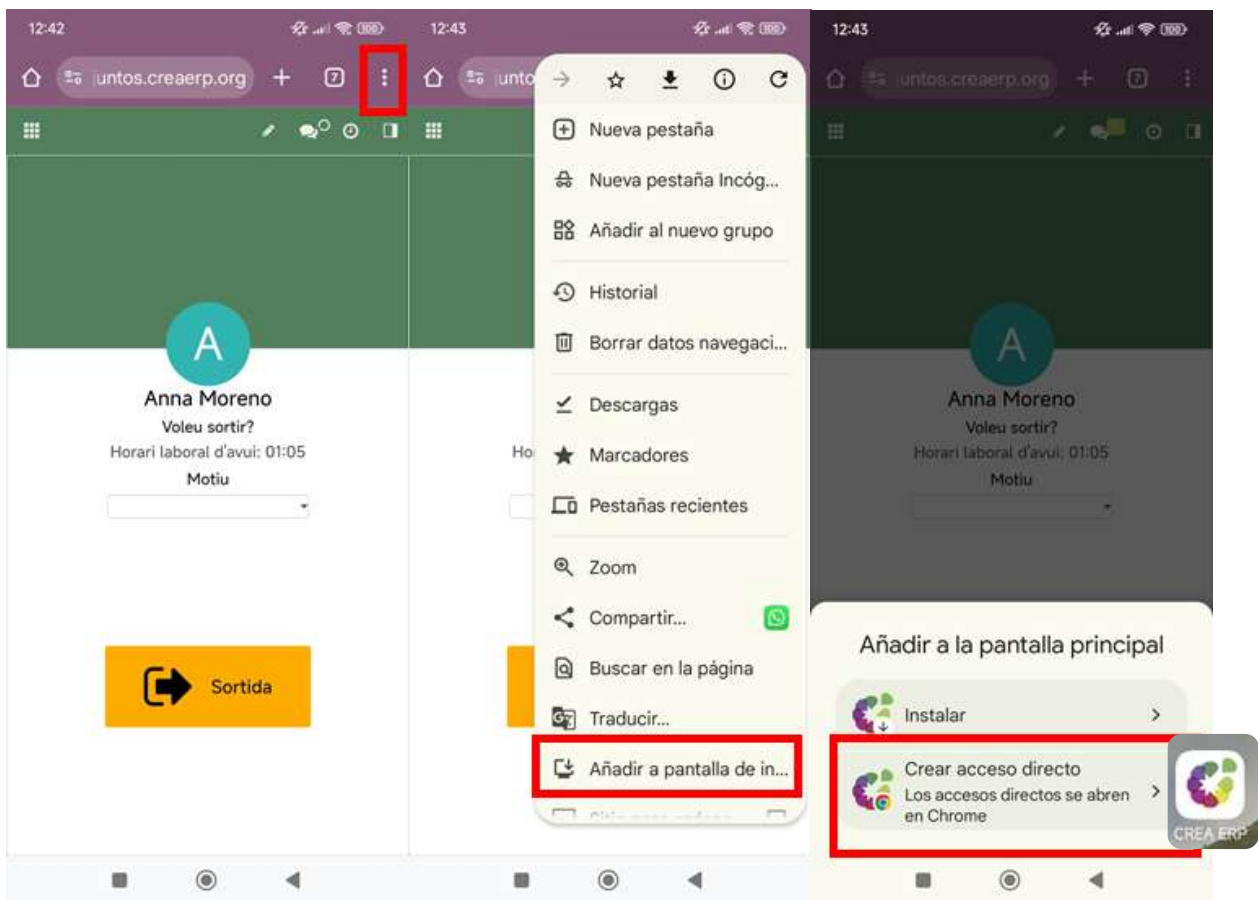 12:42
100
untos.creaerp.org
7
A
Anna Moreno
Voleu sortir?
Horari laboral d'avui: 01:05
Motiu
Sortida
12:43
100
unto
Ho
Nueva pestaña
Nueva pestaña Incóg...
Añadir al nuevo grupo
Historial
Borrar datos navegaci...
Descargas
Marcadores
Pestañas recientes
Zoom
Compartir...
Buscar en la página
Traducir...
Añadir a pantalla de in...
12:43
100
untos.creaerp.org
7
A
Anna Moreno
Voleu sortir?
Horari laboral d'avui: 01:05
Motiu
Añadir a la pantalla principal
Instalar
Crear acceso directo
Los accesos directos se abren
en Chrome
CREA ERP